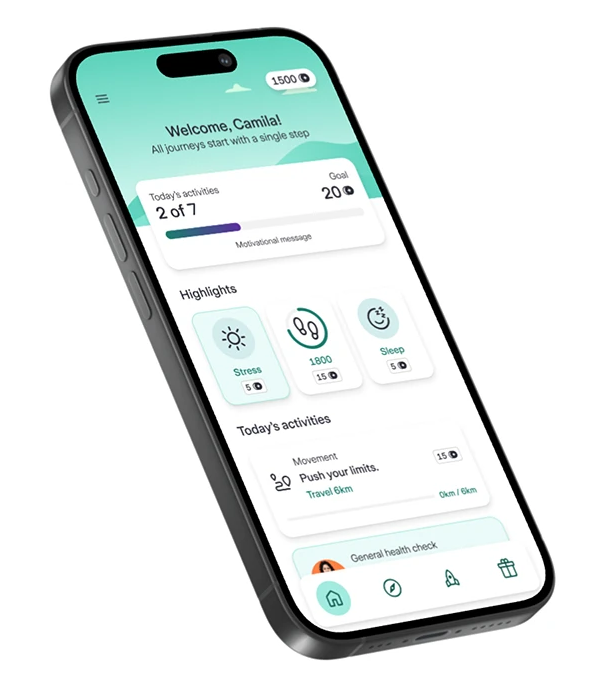 1500
Welcome, Camila!
All journeys start with a single step
Today's activities
Goal
2 of 7
20
Motivational message
Highlights
Stress
5
1800
15
Sleep
5
Today's activities
Movement
15
Push your limits.
Travel 6km
0km / 6km
General health check